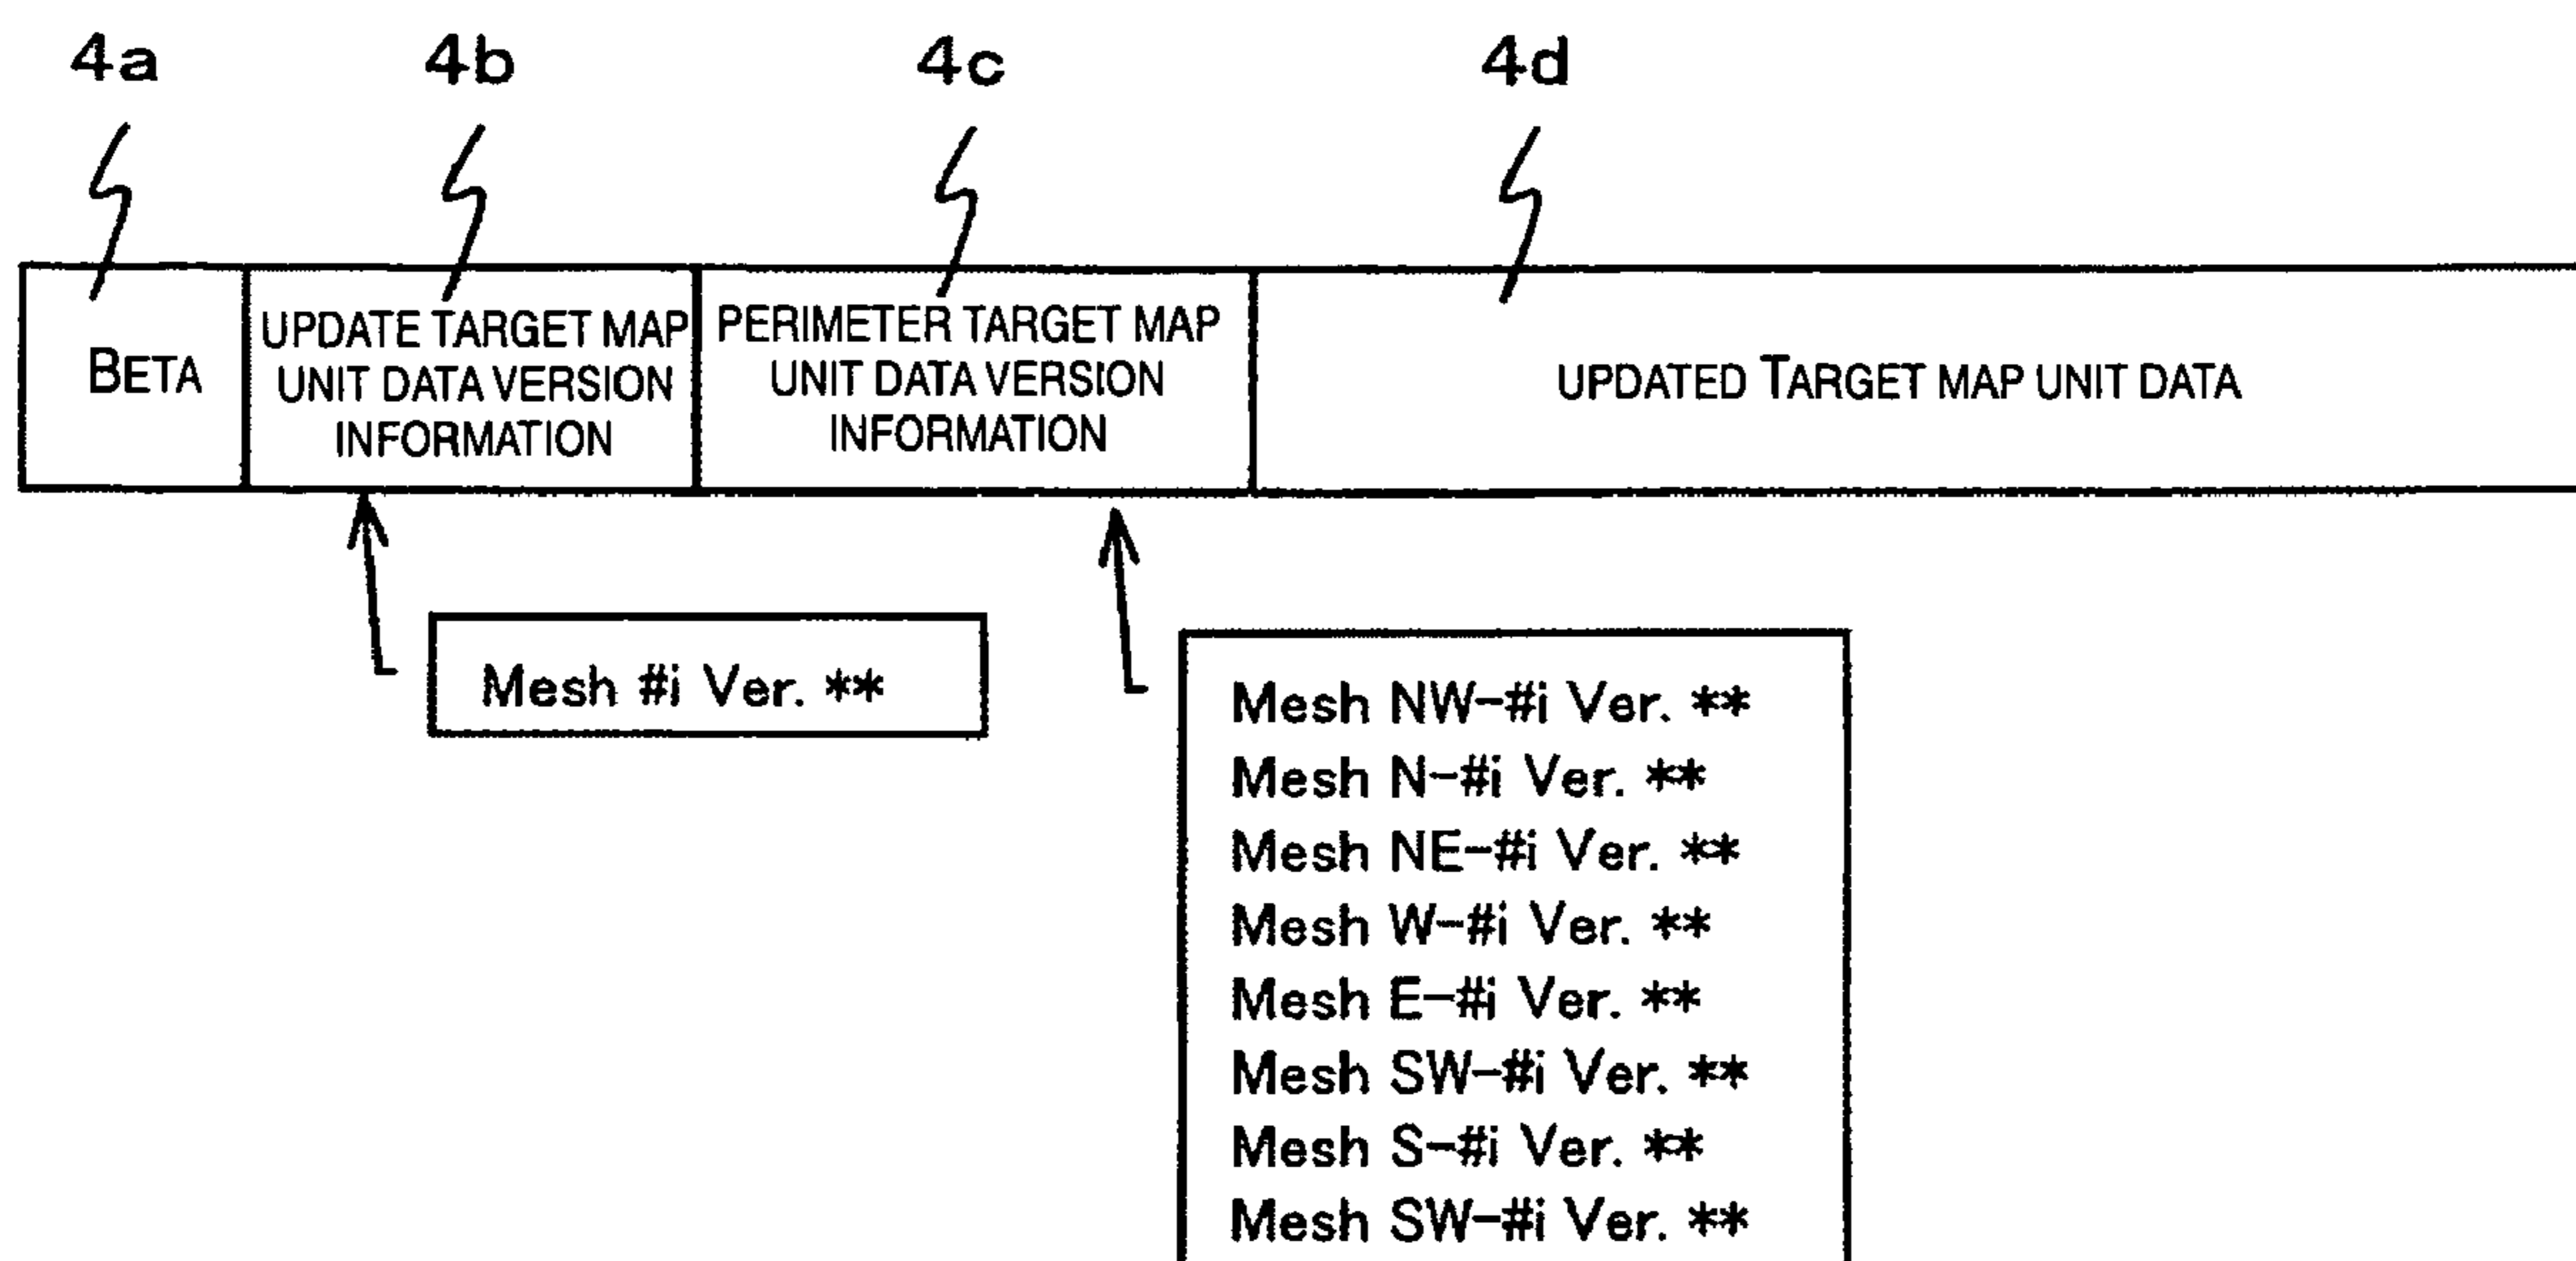 4a
4b
4c
4d
BETA
UPDATE TARGET MAP
UNIT DATA VERSION
INFORMATION
PERIMETER TARGET MAP
UNIT DATA VERSION
INFORMATION
UPDATED TARGET MAP UNIT DATA
Mesh #i Ver. **
Mesh NW-#i Ver. **
Mesh N-#i Ver. **
Mesh NE-#i Ver. **
Mesh W-#i Ver. **
Mesh E-#i Ver. **
Mesh SW-#i Ver. **
Mesh S-#i Ver. **
Mesh SW-#i Ver. **